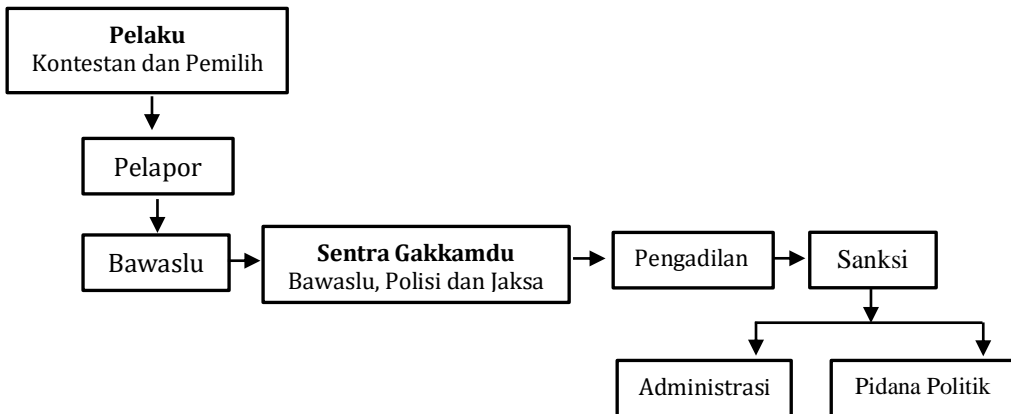 Pelaku
Kontestan dan Pemilih
Pelapor
Bawaslu
Sentra Gakkamdu
Bawaslu, Polisi dan Jaksa
Pengadilan
Sanksi
Administrasi
Pidana Politik